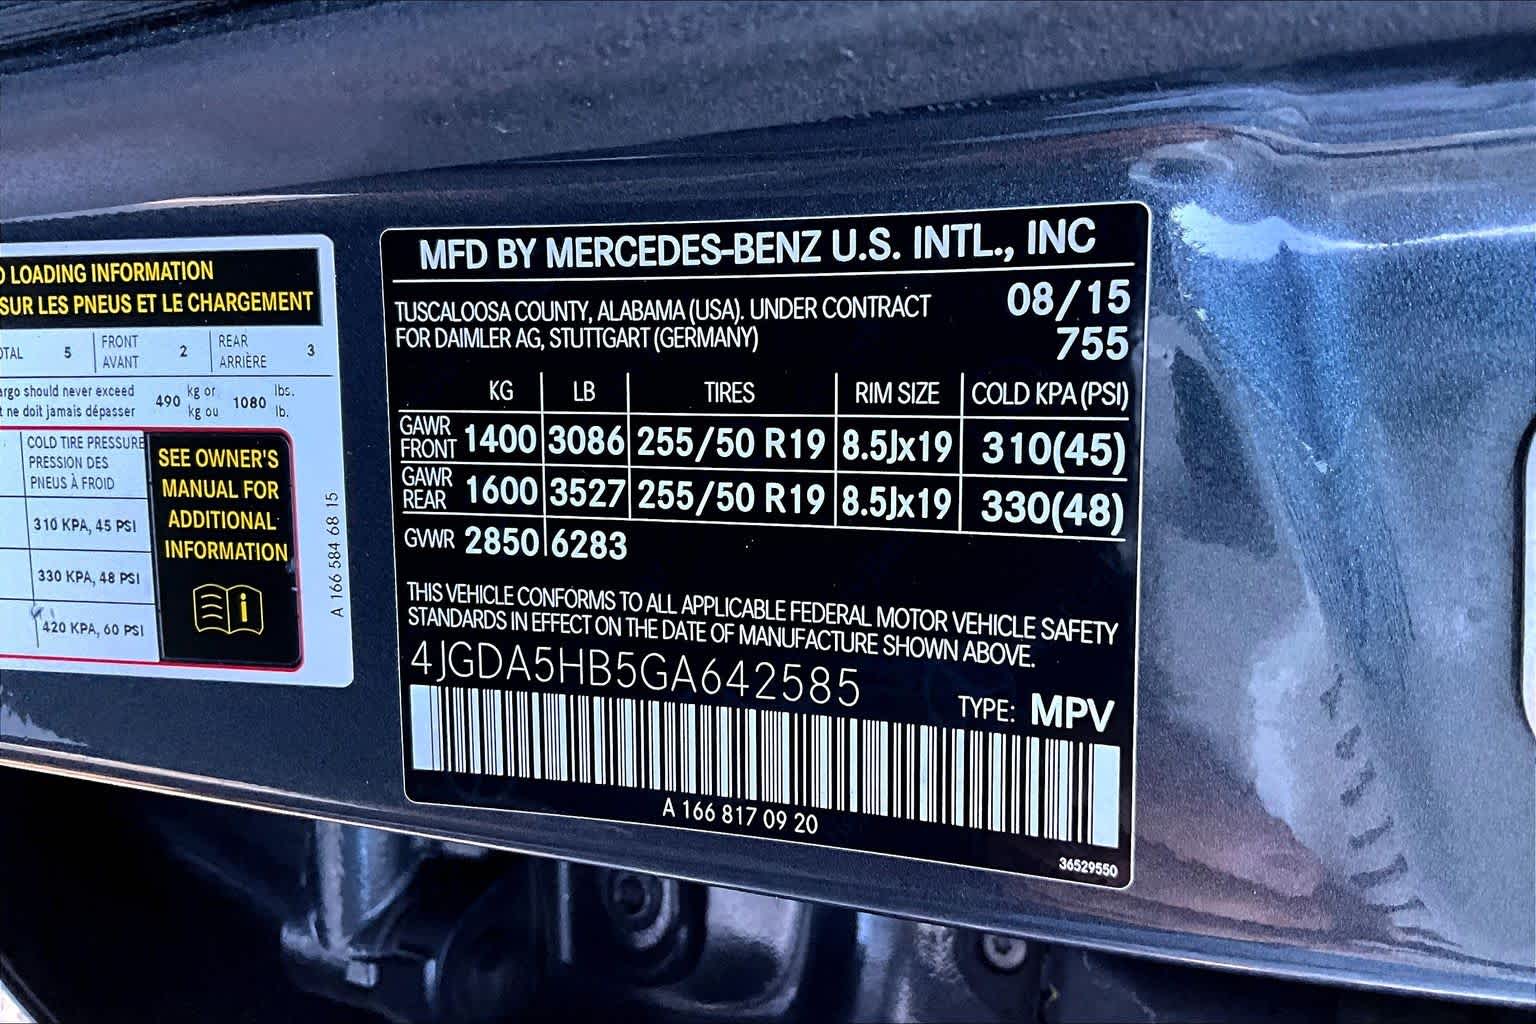 LOADING INFORMATION
SUR LES PNEUS ET LE CHARGEMENT
5 FRONT AVANT 2 REAR ARRIÈRE 3
should never exceed
ne doit jamais dépasser
490 kg or kg ou 1080 lbs. lb.
COLD TIRE PRESSURE
PRESSION DES
PNEUS À FROID
310 KPA, 45 PSI
330 KPA, 48 PSI
420 KPA, 60 PSI
SEE OWNER'S
MANUAL FOR
ADDITIONAL
INFORMATION
i
A 166 584 68 15
MFD BY MERCEDES-BENZ U.S. INTL., INC
TUSCALOOSA COUNTY, ALABAMA (USA). UNDER CONTRACT
FOR DAIMLER AG, STUTTGART (GERMANY)
08/15
755
KG LB TIRES RIM SIZE COLD KPA (PSI)
GAWR FRONT 1400 3086 255/50 R19 8.5Jx19 310(45)
GAWR REAR 1600 3527 255/50 R19 8.5Jx19 330(48)
GVWR 2850 6283
THIS VEHICLE CONFORMS TO ALL APPLICABLE FEDERAL MOTOR VEHICLE SAFETY
STANDARDS IN EFFECT ON THE DATE OF MANUFACTURE SHOWN ABOVE.
4JGDA5HB5GA642585
TYPE: MPV
A 166 817 09 20
36529550